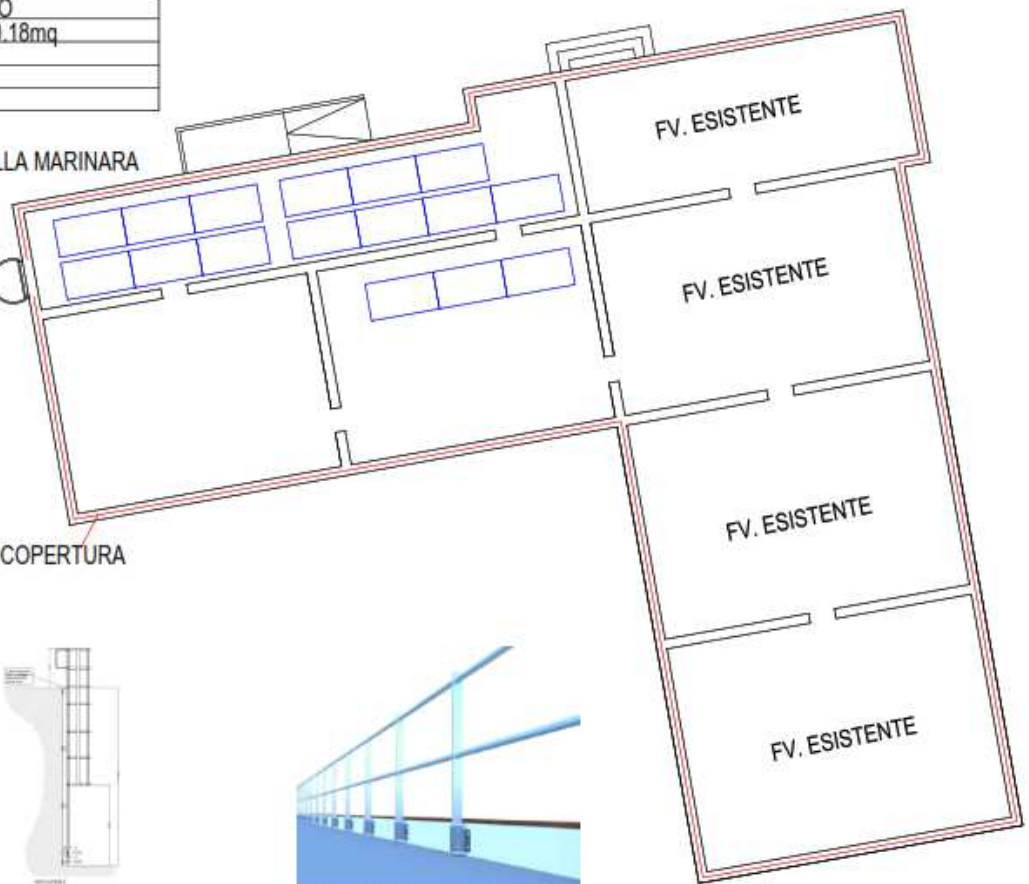 O
.18mq
LLA MARINARA
FV. ESISTENTE
FV. ESISTENTE
COPERTURA
FV. ESISTENTE
FV. ESISTENTE